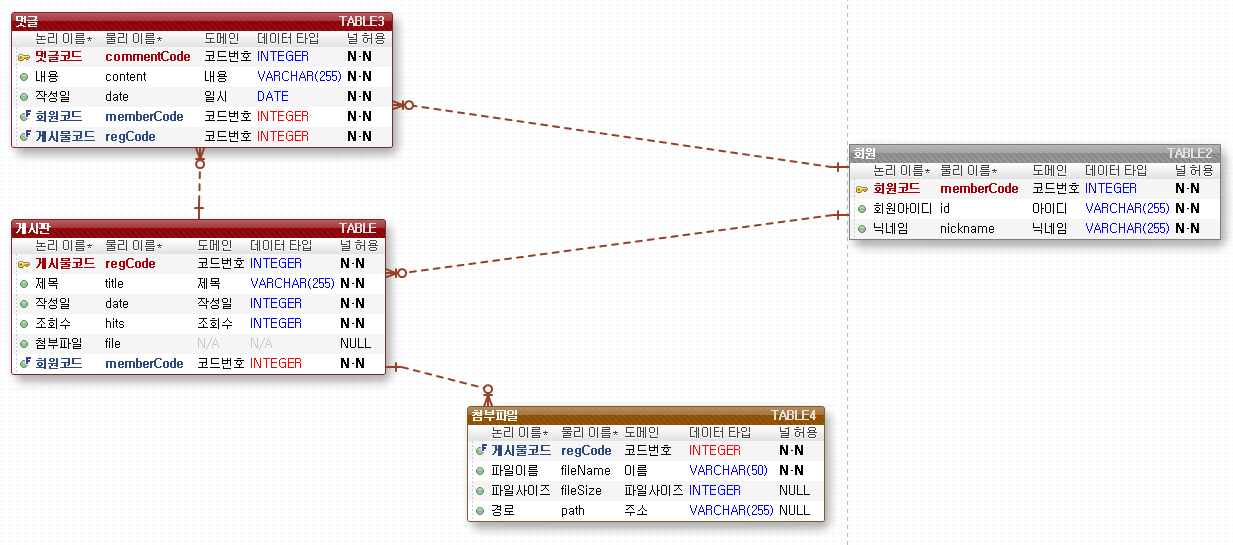 댓글 TABLE3
논리 이름* 물리 이름* 도메인 데이터 타입 널 허용
댓글코드 commentCode 코드번호 INTEGER N-N
내용 content 내용 VARCHAR(255) N-N
작성일 date 일시 DATE N-N
회원코드 memberCode 코드번호 INTEGER N-N
게시물코드 regCode 코드번호 INTEGER N-N
회원 TABLE2
논리 이름* 물리 이름* 도메인 데이터 타입 널 허용
회원코드 memberCode 코드번호 INTEGER N-N
회원아이디 id 아이디 VARCHAR(255) N-N
닉네임 nickname 닉네임 VARCHAR(255) N-N
게시판 TABLE
논리 이름* 물리 이름* 도메인 데이터 타입 널 허용
게시물코드 regCode 코드번호 INTEGER N-N
제목 title 제목 VARCHAR(255) N-N
작성일 date 작성일 INTEGER N-N
조회수 hits 조회수 INTEGER N-N
첨부파일 file N/A N/A NULL
회원코드 memberCode 코드번호 INTEGER N-N
첨부파일 TABLE4
논리 이름* 물리 이름* 도메인 데이터 타입 널 허용
F 게시물코드 regCode 코드번호 INTEGER N-N
파일이름 fileName 이름 VARCHAR(50) N-N
파일사이즈 fileSize 파일사이즈 INTEGER NULL
경로 path 주소 VARCHAR(255) NULL